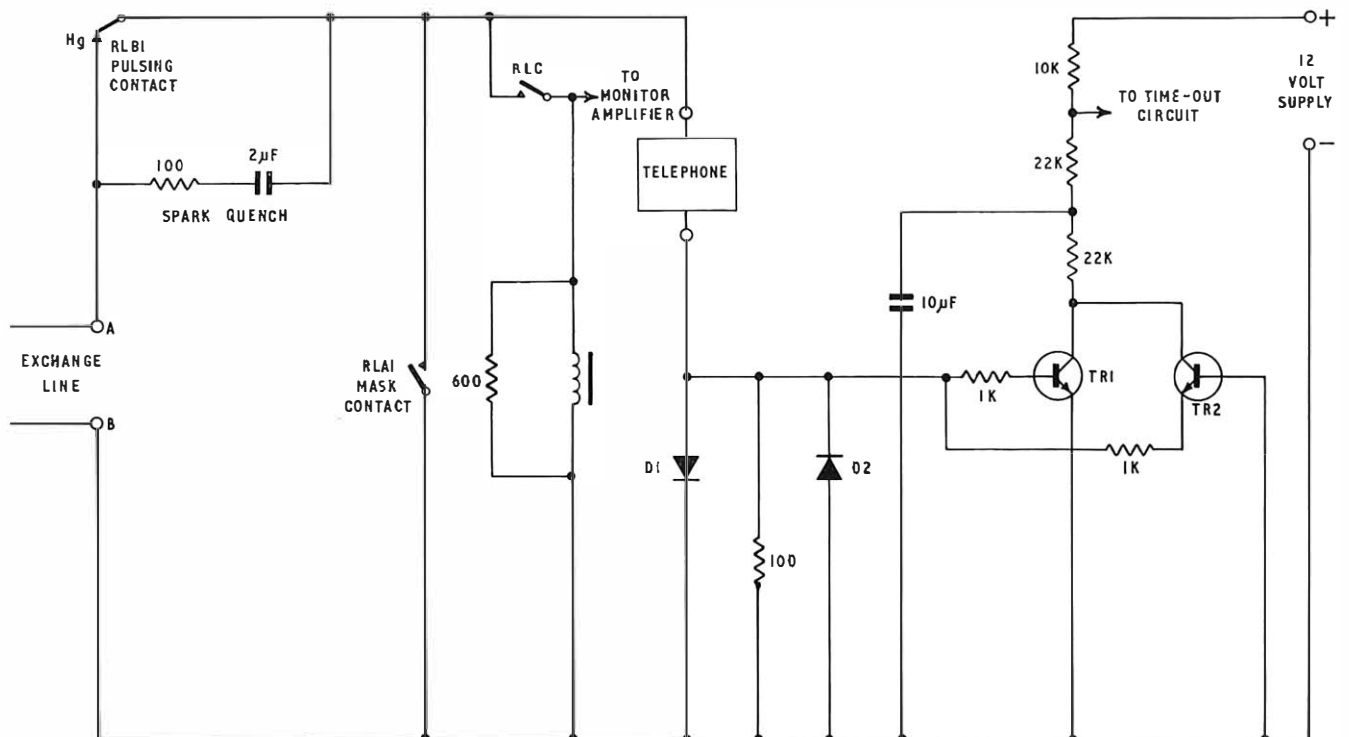 Hg
RLB1
PULSING
CONTACT
100
2µF
SPARK QUENCH
A
EXCHANGE
LINE
B
RLA1
MASK
CONTACT
RLC
TO
MONITOR
AMPLIFIER
600
TELEPHONE
D1
100
D2
10µF
1K
TR1
TR2
1K
10K
TO TIME-OUT
CIRCUIT
22K
22K
+
12
VOLT
SUPPLY
−